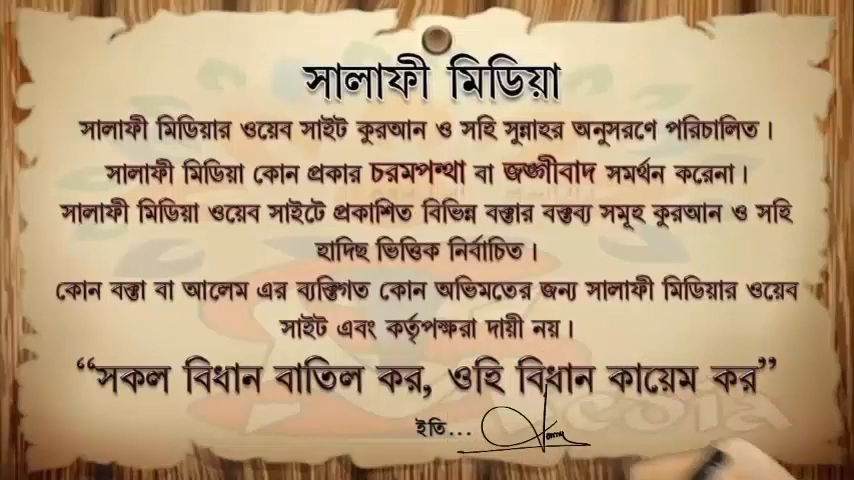 সালাফী মিডিয়া
সালাফী মিডিয়ার ওয়েব সাইট কুরআন ও সহি সুন্নাহর অনুসরণে পরিচালিত।
সালাফী মিডিয়া কোন প্রকার চরমপন্থা বা জঙ্গীবাদ সমর্থন করেনা।
সালাফী মিডিয়া ওয়েব সাইটে প্রকাশিত বিভিন্ন বক্তার বক্তব্য সমূহ কুরআন ও সহি
হাদিছ ভিত্তিক নির্বাচিত।
কোন বক্তা বা আলেম এর ব্যক্তিগত কোন অভিমতের জন্য সালাফী মিডিয়ার ওয়েব
সাইট এবং কর্তৃপক্ষরা দায়ী নয়।
“সকল বিধান বাতিল কর, ওহি বিধান কায়েম কর”
ইতি...